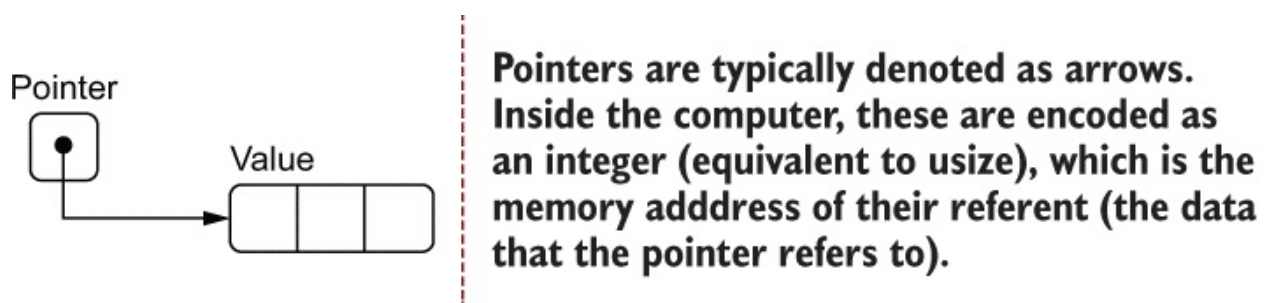 Pointer
Value
Pointers are typically denoted as arrows.
Inside the computer, these are encoded as
an integer (equivalent to usize), which is the
memory adddress of their referent (the data
that the pointer refers to).